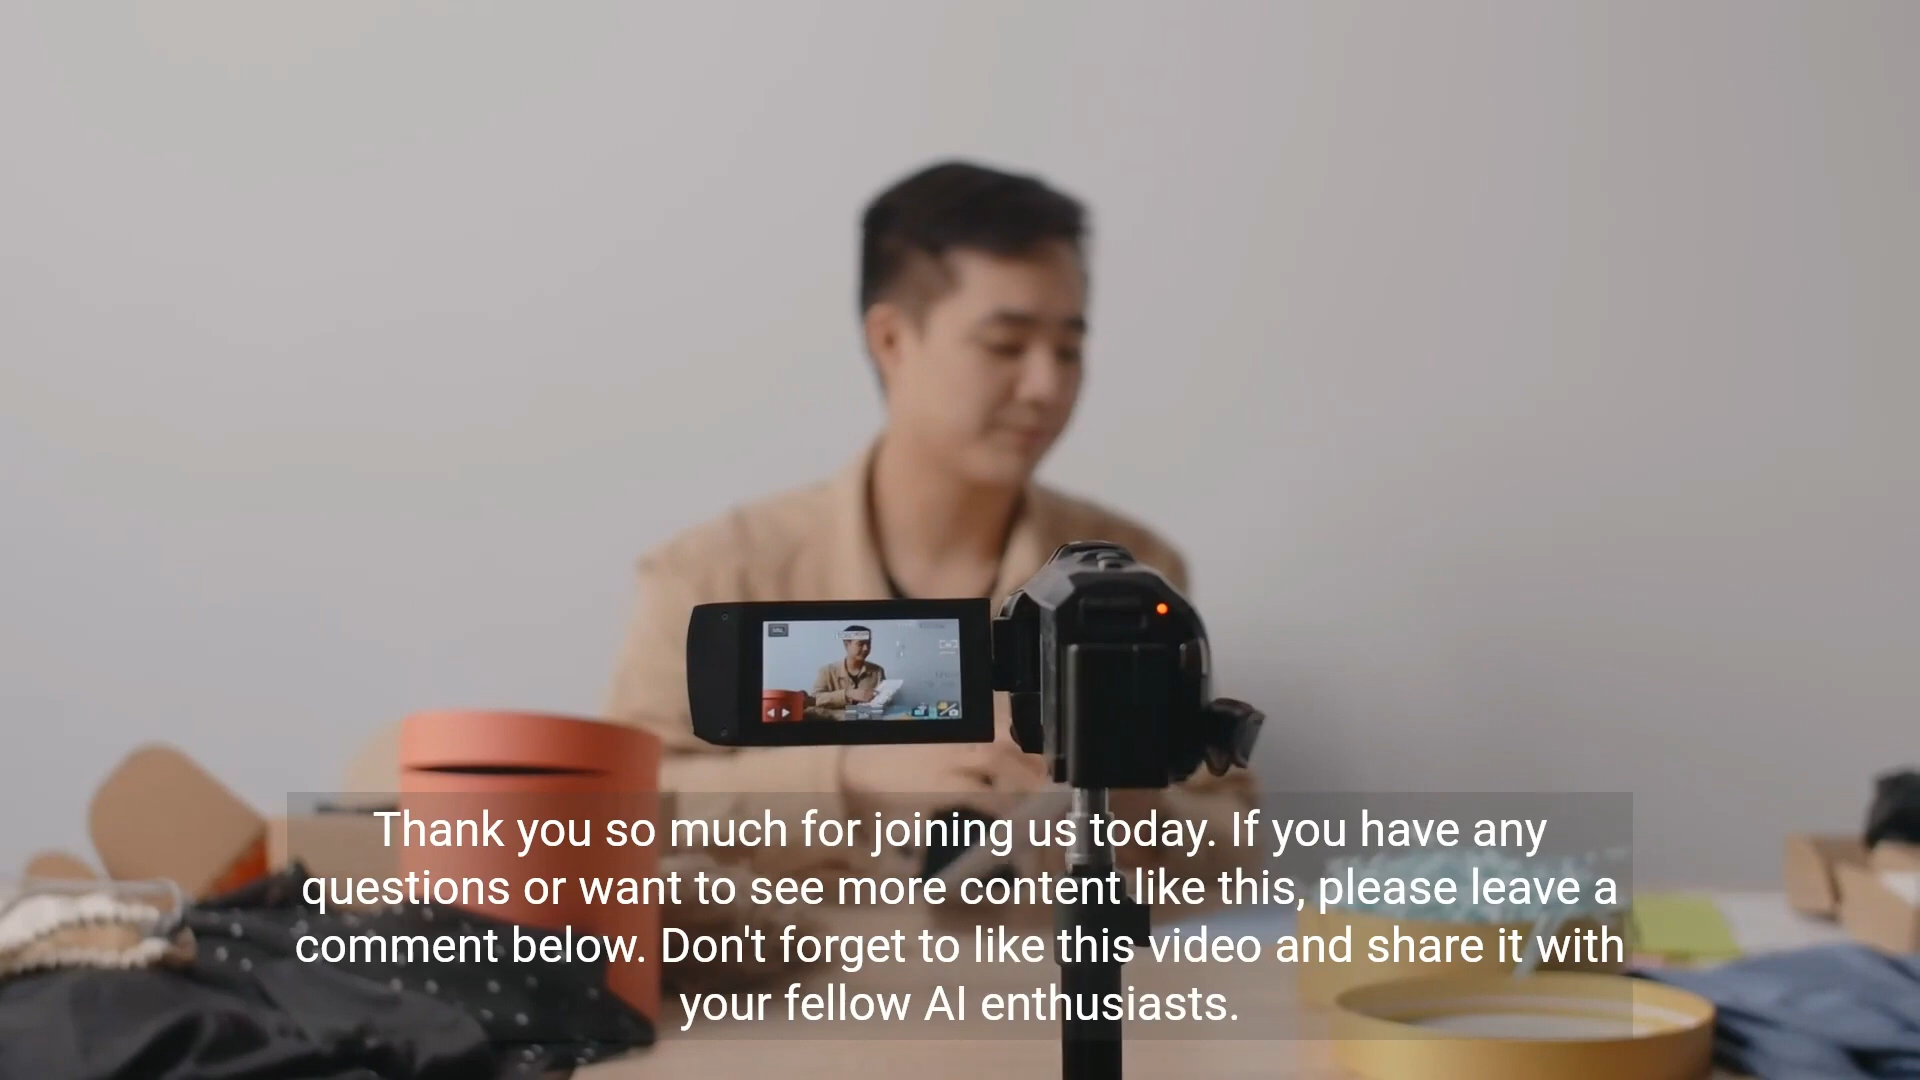 Thank you so much for joining us today. If you have any
questions or want to see more content like this, please leave a
comment below. Don't forget to like this video and share it with
your fellow AI enthusiasts.